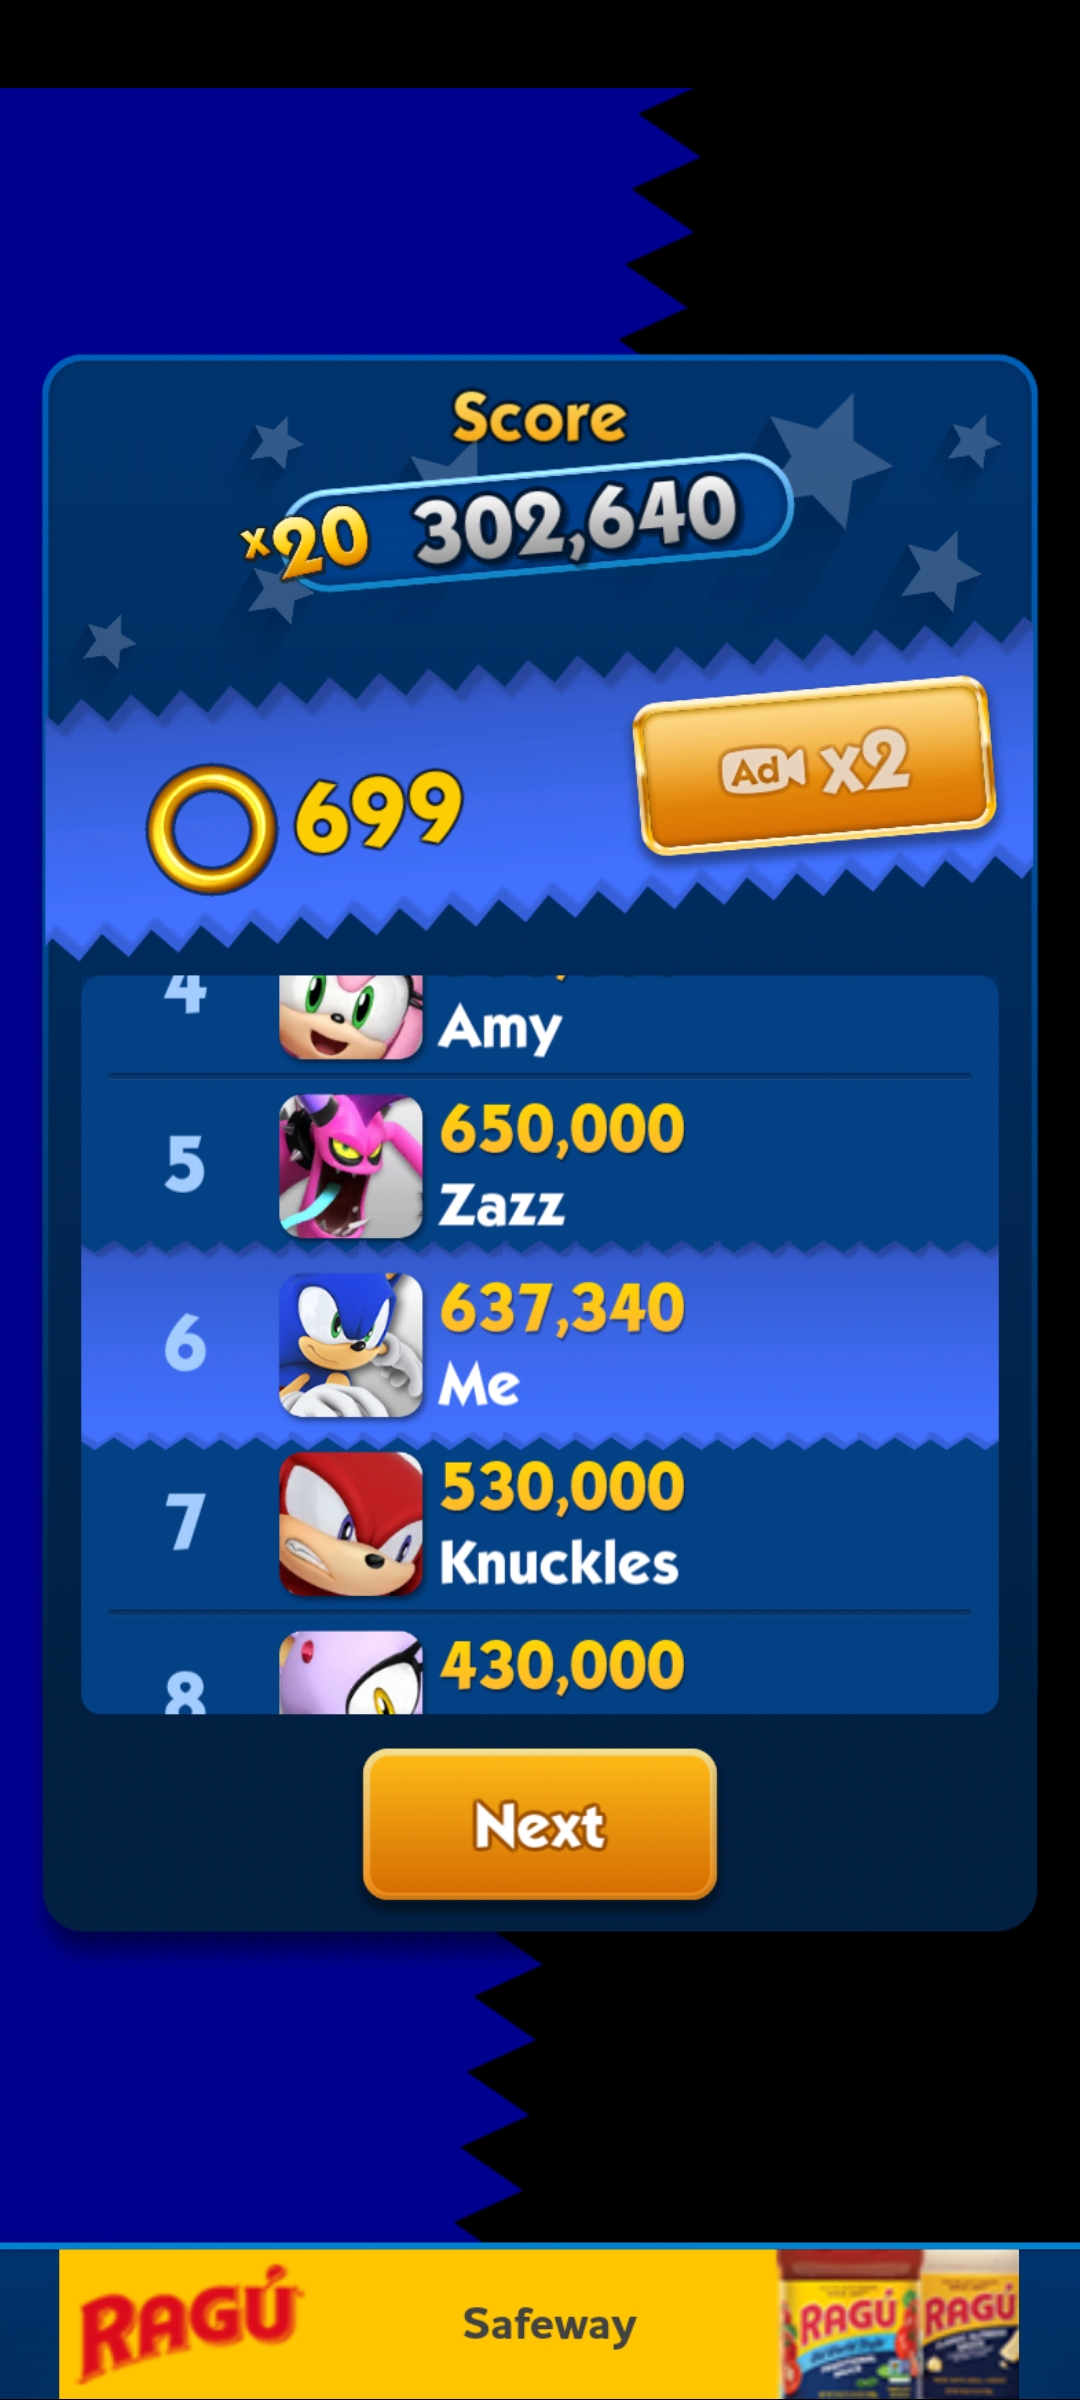 Score
x20 302,640
699
Ad x2
4
Amy
5
650,000
Zazz
6
637,340
Me
7
530,000
Knuckles
8
430,000
Next
RAGÚ
Safeway
RAGÚ
RAGÚ